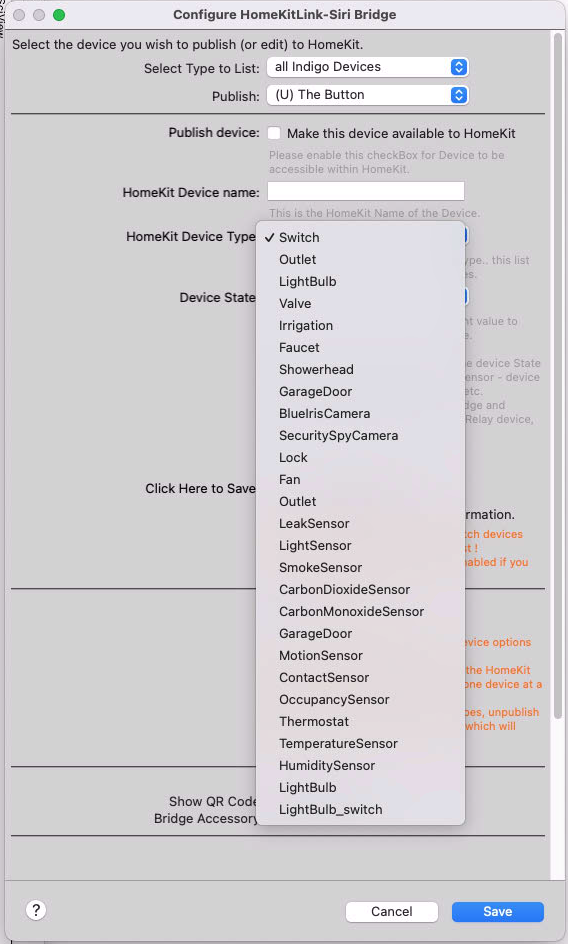 Configure HomeKitLink-Siri Bridge
Select the device you wish to publish (or edit) to HomeKit.
Select Type to List: all Indigo Devices
Publish: (U) The Button
Publish device: Make this device available to HomeKit
Please enable this checkBox for Device to be
accessible within HomeKit.
HomeKit Device name:
This is the HomeKit Name of the Device.
HomeKit Device Type
✓ Switch
Outlet
LightBulb
ype.. this list
es.
Device State
Valve
Irrigation
nt value to
e.
Faucet
Showerhead
e device State
ensor - device
etc.
GarageDoor
BlueIrisCamera
dge and
Relay device,
SecuritySpyCamera
Lock
Fan
Click Here to Save
Outlet
rmation.
LeakSensor
tch devices
st !
abled if you
LightSensor
SmokeSensor
CarbonDioxideSensor
CarbonMonoxideSensor
GarageDoor
evice options
MotionSensor
the HomeKit
one device at a
ContactSensor
OccupancySensor
pes, unpublish
which will
Thermostat
TemperatureSensor
HumiditySensor
LightBulb
LightBulb_switch
Show QR Code
Bridge Accessory
? Cancel Save